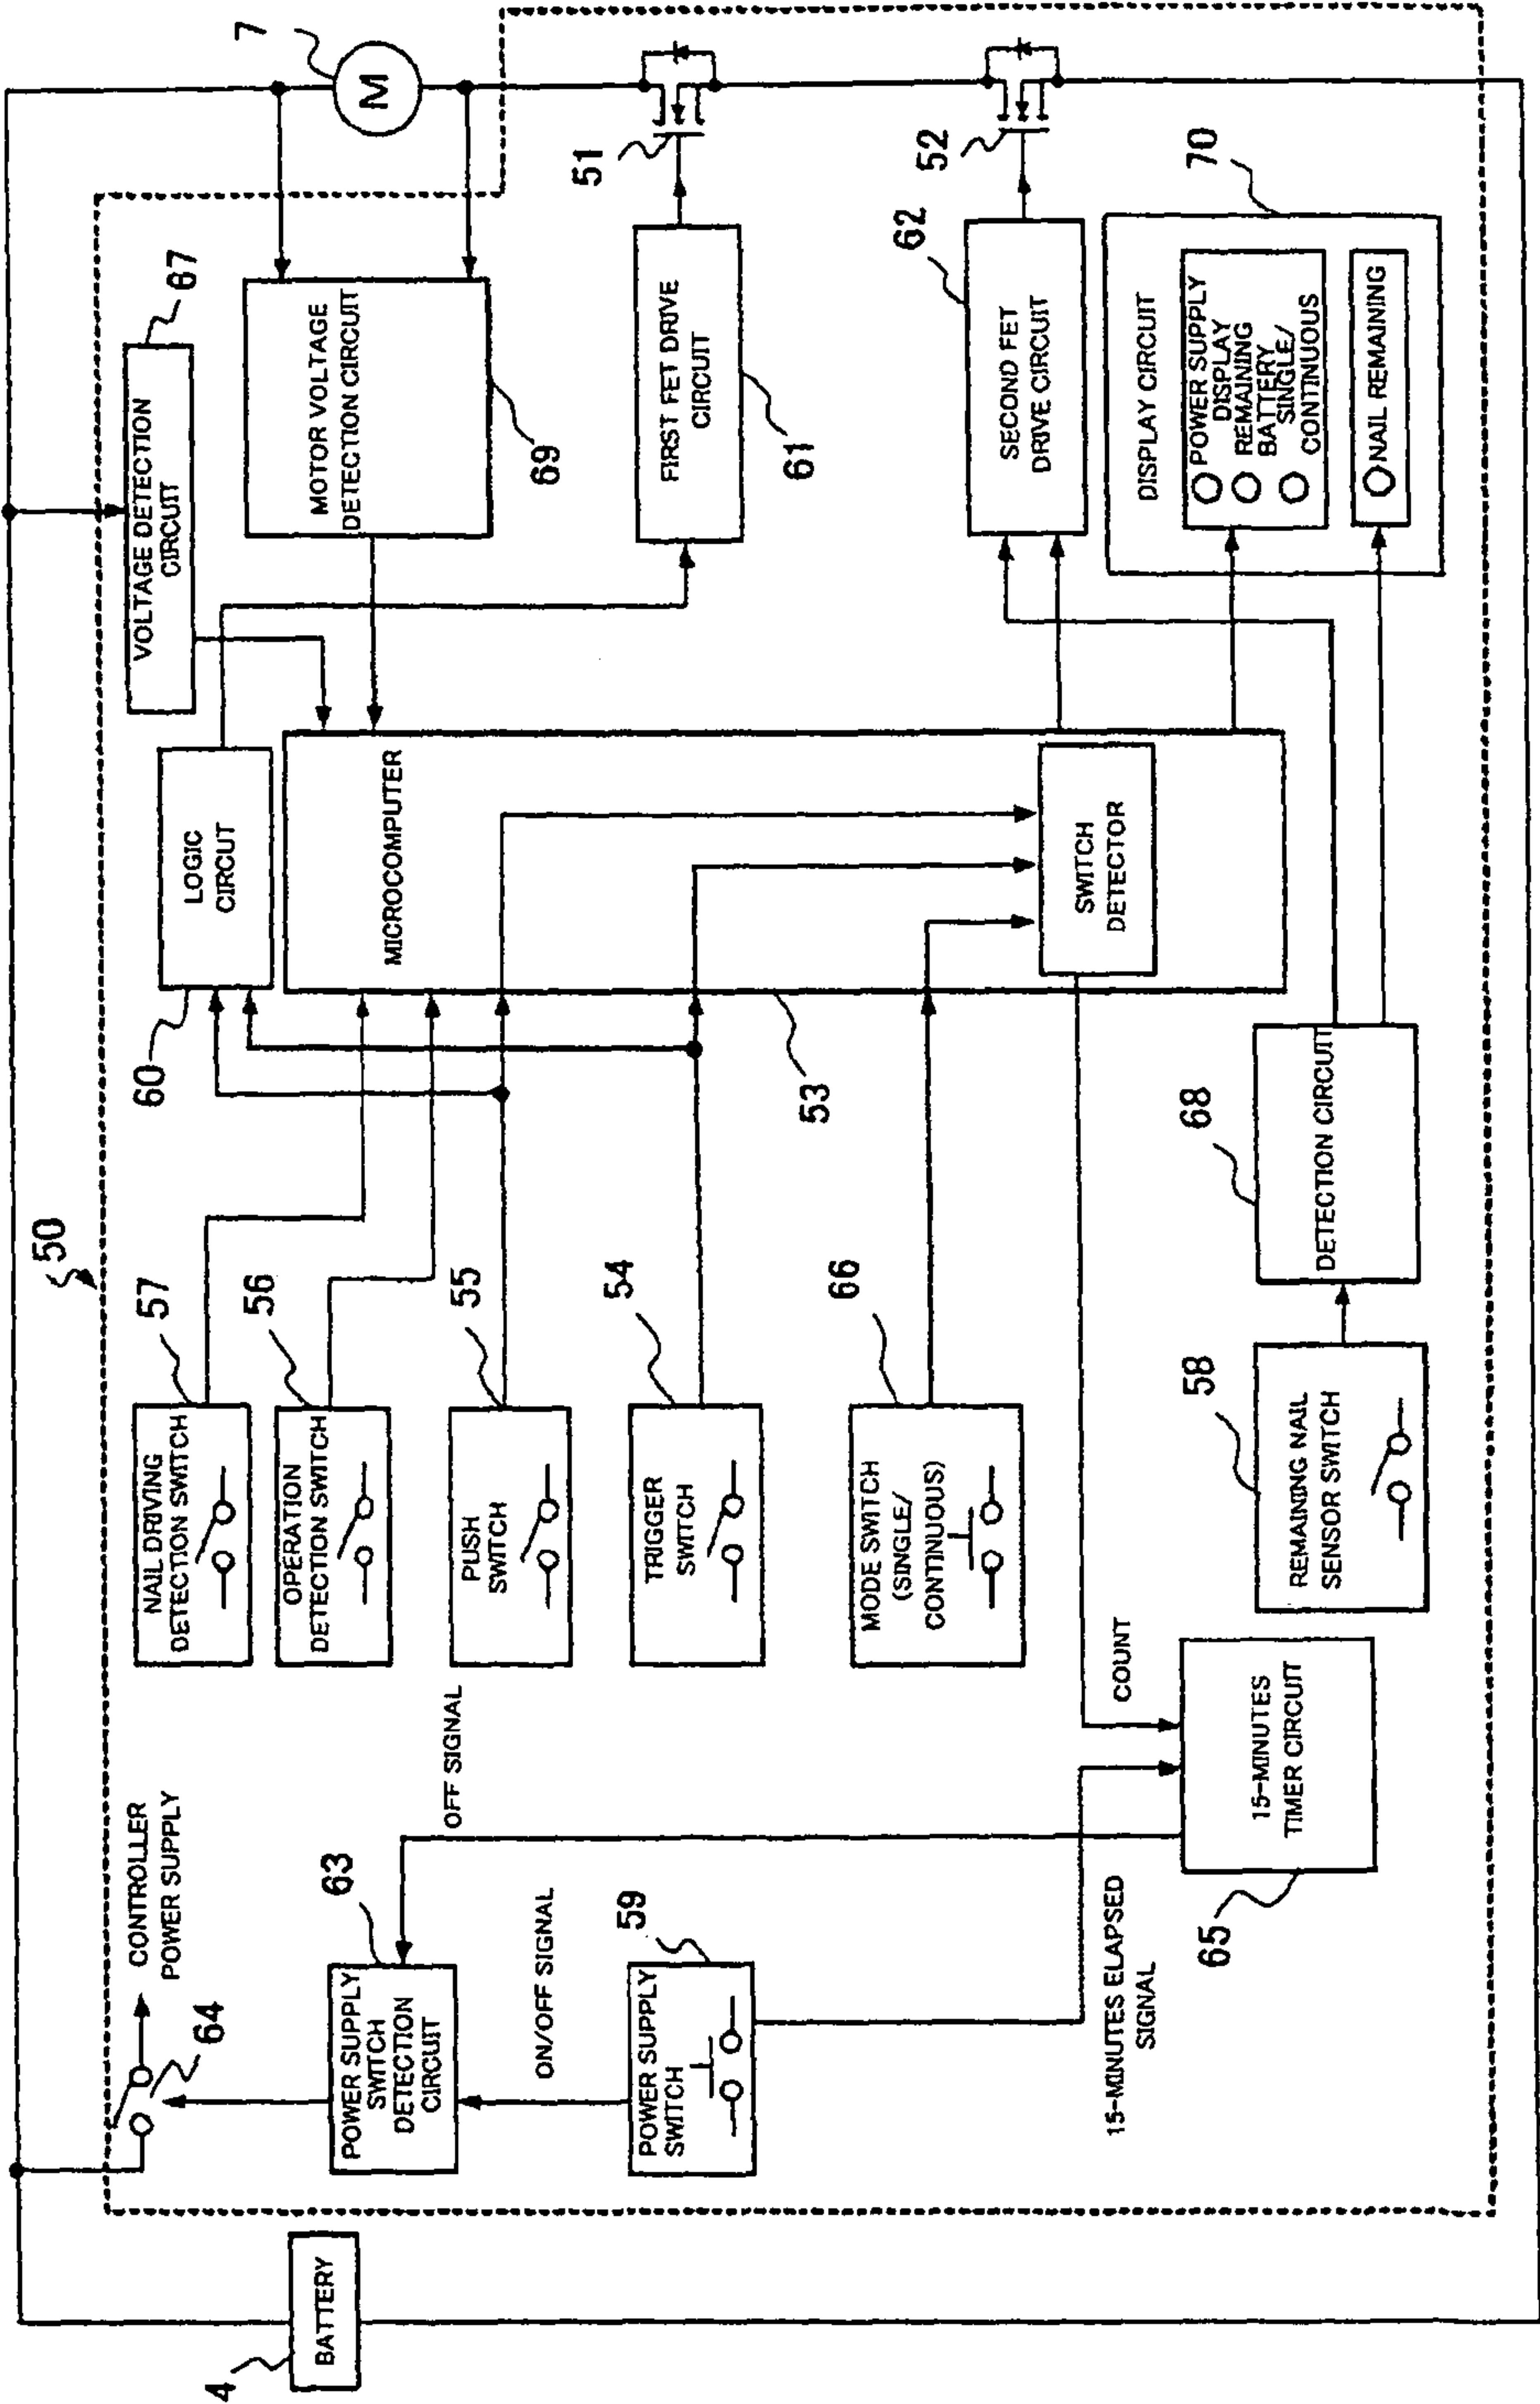 50
4
BATTERY
CONTROLLER
POWER SUPPLY
64
63
POWER SUPPLY
SWITCH
DETECTION
CIRCUIT
ON/OFF SIGNAL
59
POWER SUPPLY
SWITCH
OFF SIGNAL
15-MINUTES ELAPSED
SIGNAL
65
15-MINUTES
TIMER CIRCUIT
COUNT
57
NAIL DRIVING
DETECTION SWITCH
56
OPERATION
DETECTION SWITCH
55
PUSH
SWITCH
54
TRIGGER
SWITCH
66
MODE SWITCH
(SINGLE/
CONTINUOUS)
58
REMAINING NAIL
SENSOR SWITCH
68
DETECTION CIRCUIT
60
LOGIC
CIRCUT
MICROCOMPUTER
53
SWITCH
DETECTOR
67
VOLTAGE DETECTION
CIRCUIT
MOTOR VOLTAGE
DETECTION CIRCUIT
69
7
M
FIRST FET DRIVE
CIRCUIT
61
51
62
SECOND FET
DRIVE CIRCUIT
52
70
DISPLAY CIRCUIT
POWER SUPPLY
DISPLAY
REMAINING
BATTERY
SINGLE/
CONTINUOUS
NAIL REMAINING